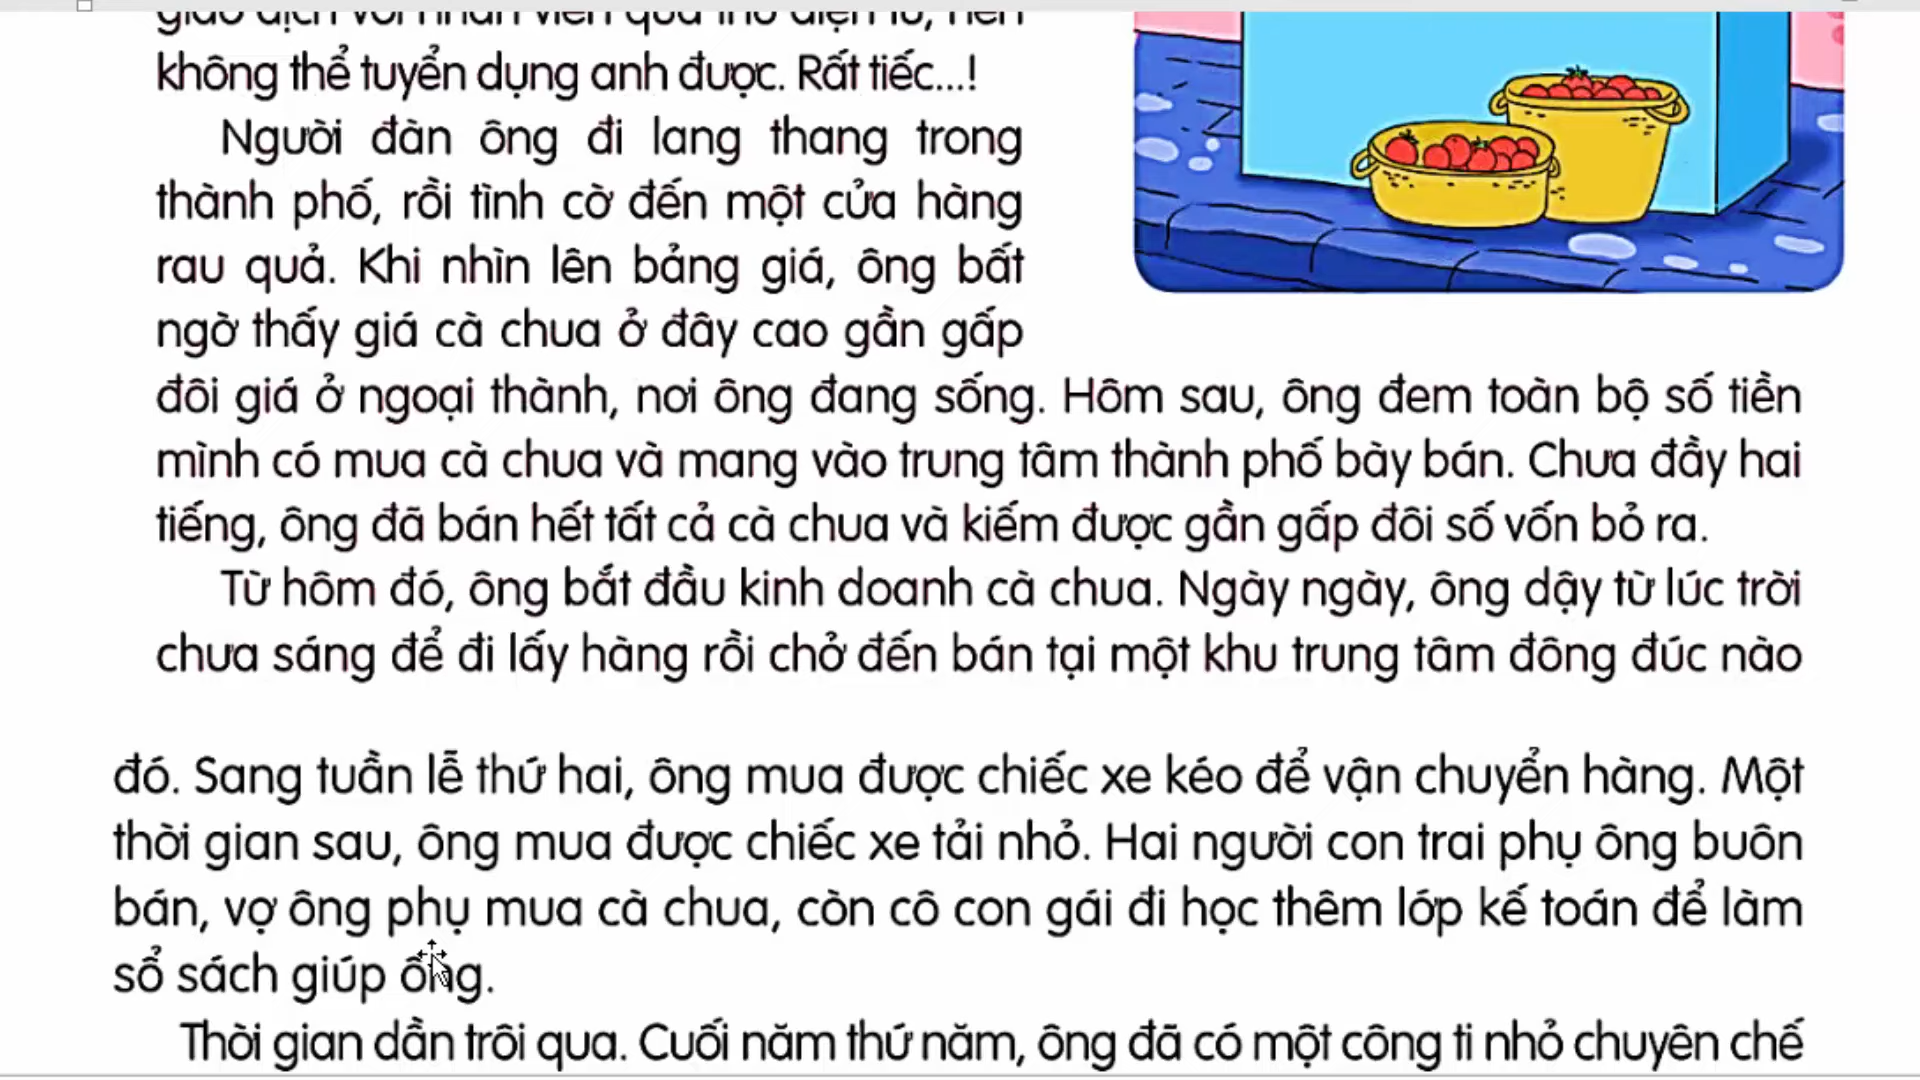 giao dịch với nhân viên qua thư điện tử, nên
không thể tuyển dụng anh được. Rất tiếc...!
Người đàn ông đi lang thang trong
thành phố, rồi tình cờ đến một cửa hàng
rau quả. Khi nhìn lên bảng giá, ông bất
ngờ thấy giá cà chua ở đây cao gần gấp
đôi giá ở ngoại thành, nơi ông đang sống. Hôm sau, ông đem toàn bộ số tiền
mình có mua cà chua và mang vào trung tâm thành phố bày bán. Chưa đầy hai
tiếng, ông đã bán hết tất cả cà chua và kiếm được gần gấp đôi số vốn bỏ ra.
Từ hôm đó, ông bắt đầu kinh doanh cà chua. Ngày ngày, ông dậy từ lúc trời
chưa sáng để đi lấy hàng rồi chở đến bán tại một khu trung tâm đông đúc nào
đó. Sang tuần lễ thứ hai, ông mua được chiếc xe kéo để vận chuyển hàng. Một
thời gian sau, ông mua được chiếc xe tải nhỏ. Hai người con trai phụ ông buôn
bán, vợ ông phụ mua cà chua, còn cô con gái đi học thêm lớp kế toán để làm
sổ sách giúp ông.
Thời gian dần trôi qua. Cuối năm thứ năm, ông đã có một công ti nhỏ chuyên chế